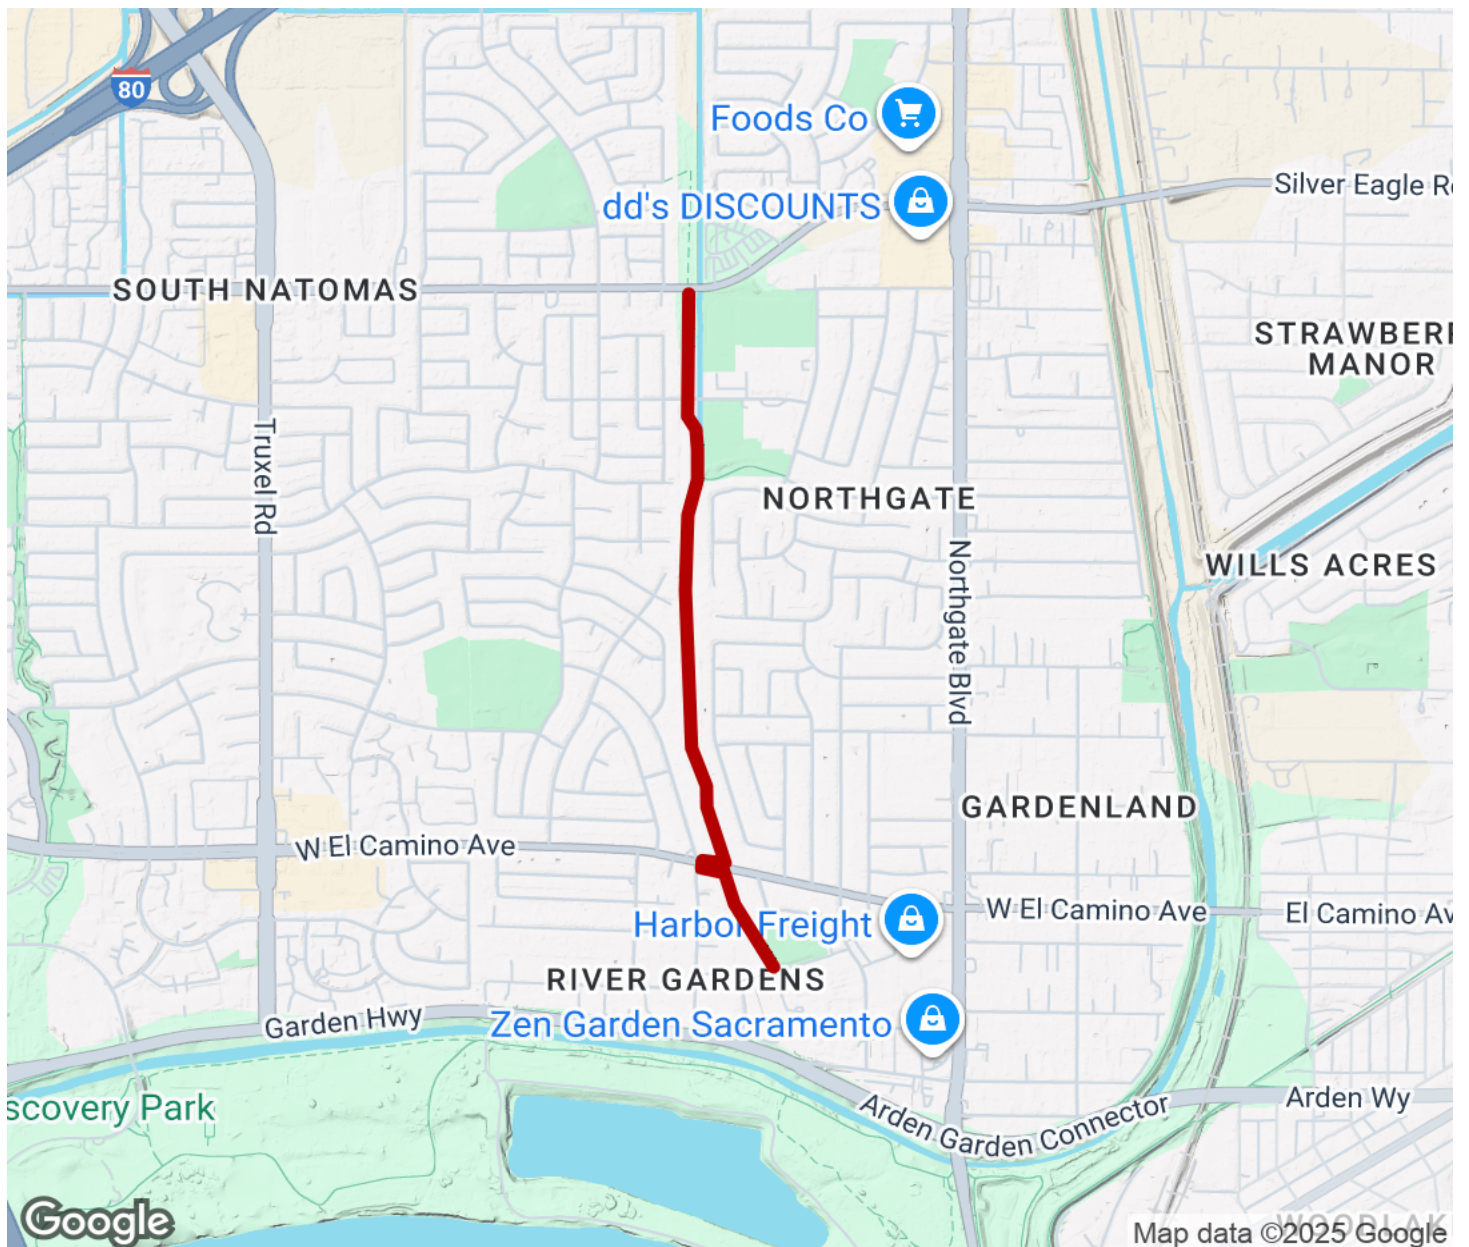 80
Foods Co
dd's DISCOUNTS
Silver Eagle R
SOUTH NATOMAS
STRAWBER
MANOR
Truxel Rd
NORTHGATE
Northgate Blvd
WILLS ACRES
GARDENLAND
W El Camino Ave
W El Camino Ave
El Camino Av
Harbor Freight
RIVER GARDENS
Garden Hwy
Zen Garden Sacramento
scovery Park
Arden Garden Connector
Arden Wy
WOODLAK
Google
Map data ©2025 Google